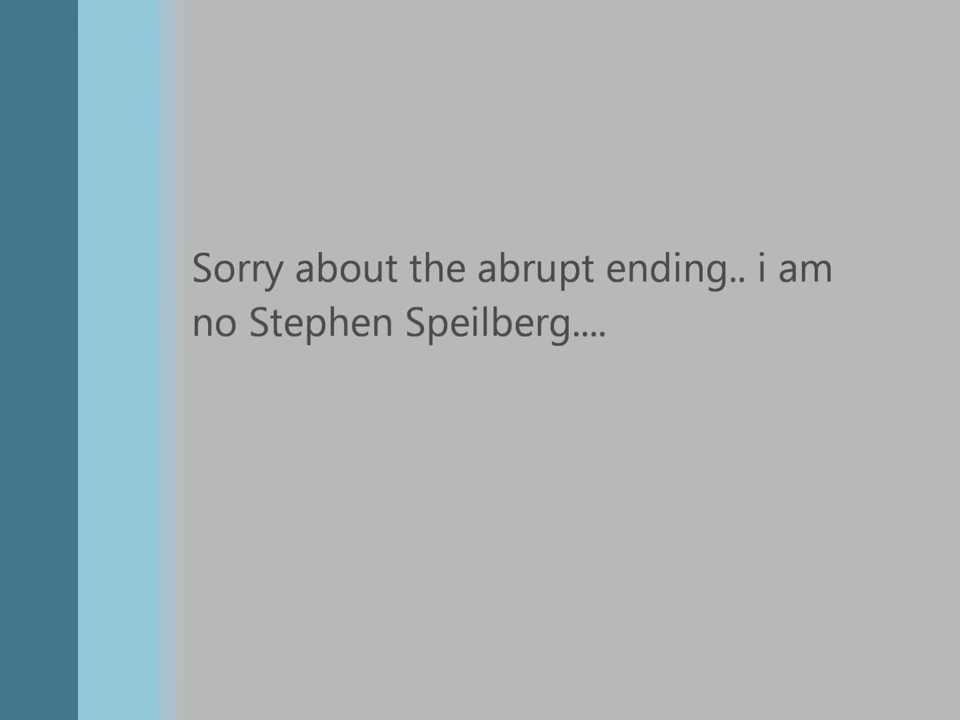 Sorry about the abrupt ending.. i am
no Stephen Speilberg....